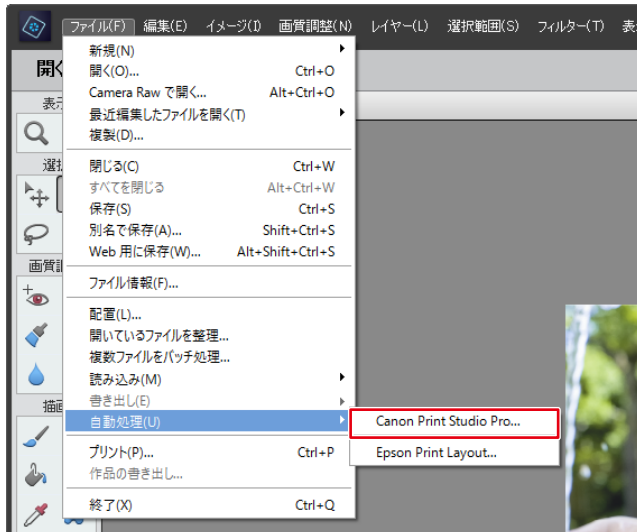 ファイル(F) 編集(E) イメージ(I) 画質調整(N) レイヤー(L) 選択範囲(S) フィルター(T) 表
開く
新規(N)
開く(O)... Ctrl+O
Camera Raw で開く... Alt+Ctrl+O
最近編集したファイルを開く(T)
複製(D)...
閉じる(C) Ctrl+W
すべてを閉じる Alt+Ctrl+W
保存(S) Ctrl+S
別名で保存(A)... Shift+Ctrl+S
Web 用に保存(W)... Alt+Shift+Ctrl+S
ファイル情報(F)...
配置(L)...
開いているファイルを整理...
複数ファイルをバッチ処理...
読み込み(M)
書き出し(E)
自動処理(U)
Canon Print Studio Pro...
Epson Print Layout...
プリント(P)... Ctrl+P
作品の書き出し...
終了(X) Ctrl+Q
表
選
画質
描